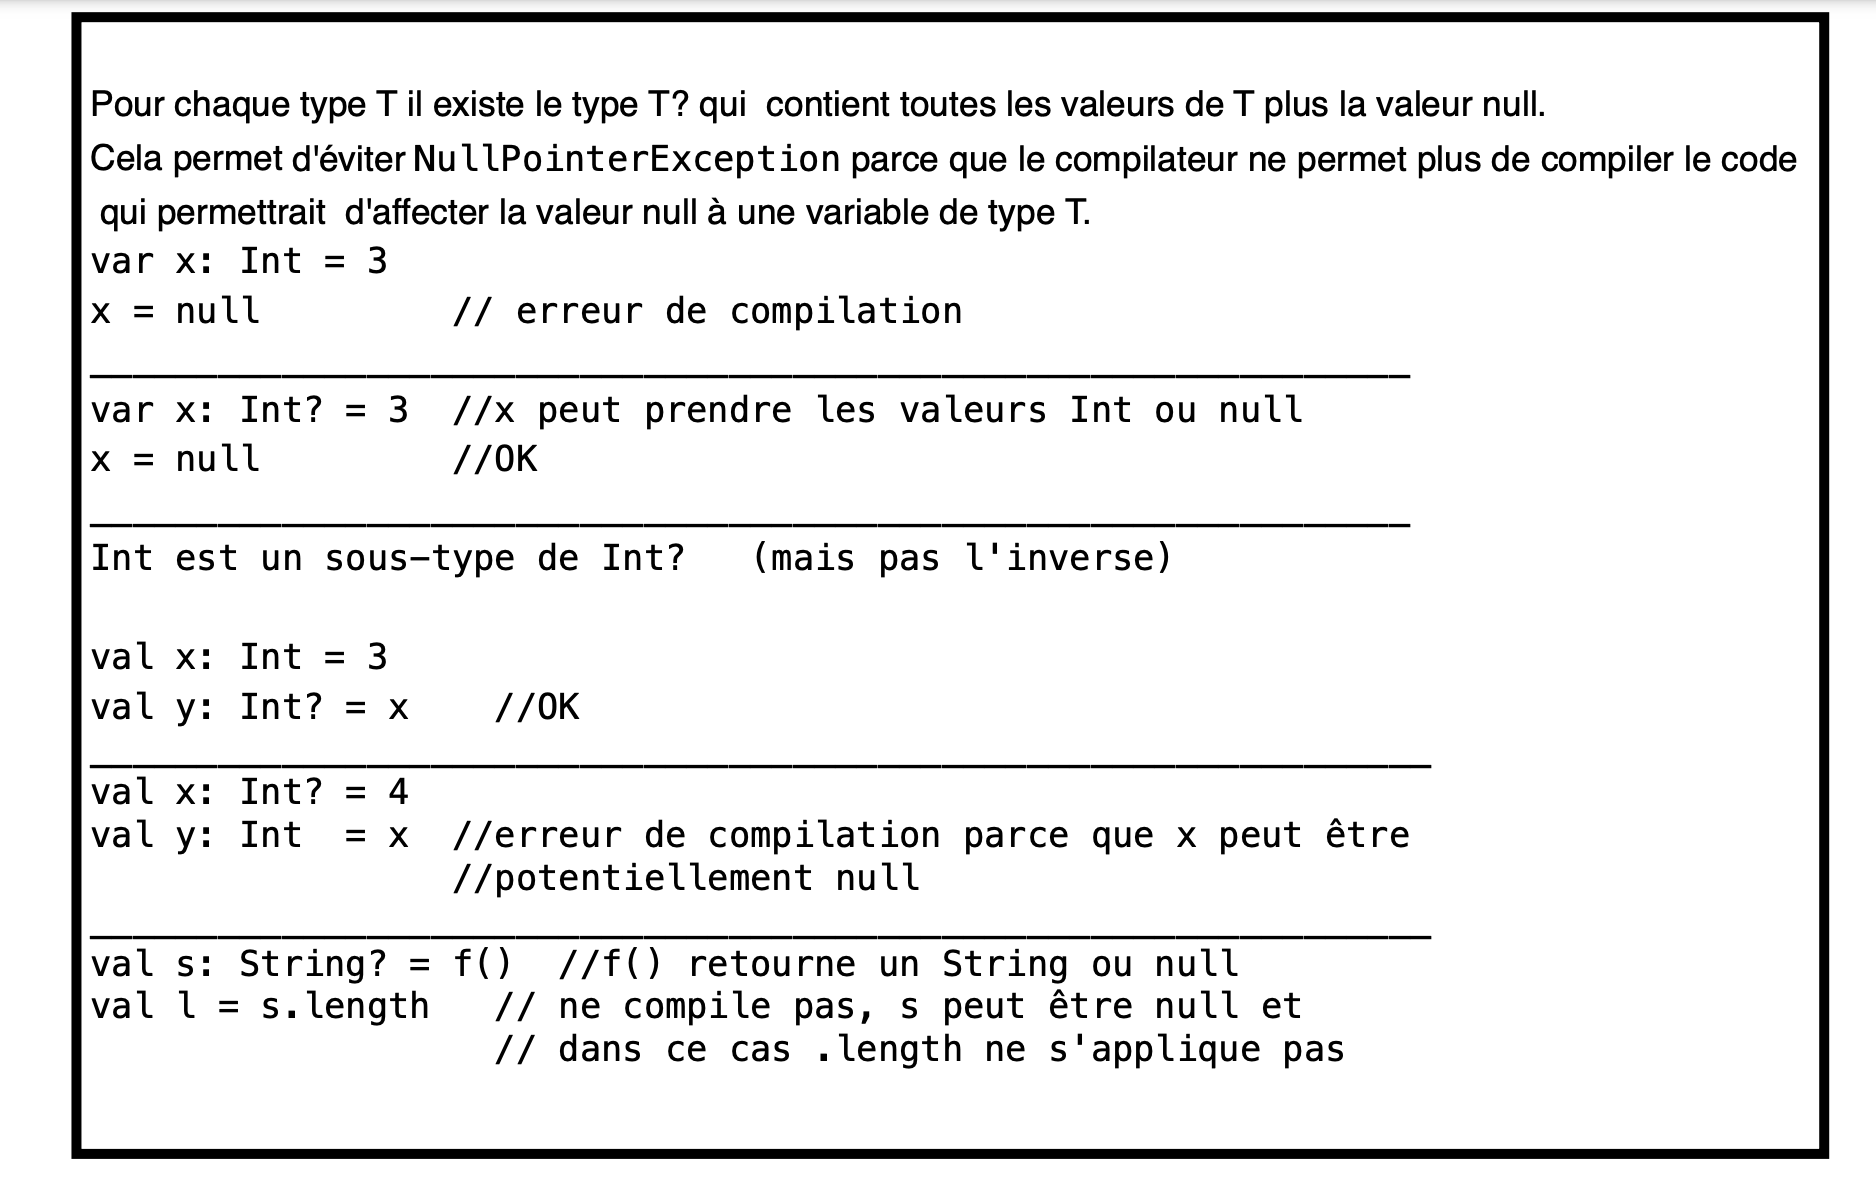 Pour chaque type T il existe le type T? qui  contient toutes les valeurs de T plus la valeur null.
Cela permet d'éviter NullPointerException parce que le compilateur ne permet plus de compiler le code
qui permettrait  d'affecter la valeur null à une variable de type T.
var x: Int = 3
x = null         // erreur de compilation
var x: Int? = 3  //x peut prendre les valeurs Int ou null
x = null         //OK
Int est un sous-type de Int?   (mais pas l'inverse)
val x: Int = 3
val y: Int? = x    //OK
val x: Int? = 4
val y: Int  = x  //erreur de compilation parce que x peut être
                 //potentiellement null
val s: String? = f()  //f() retourne un String ou null
val l = s.length   // ne compile pas, s peut être null et
                   // dans ce cas .length ne s'applique pas